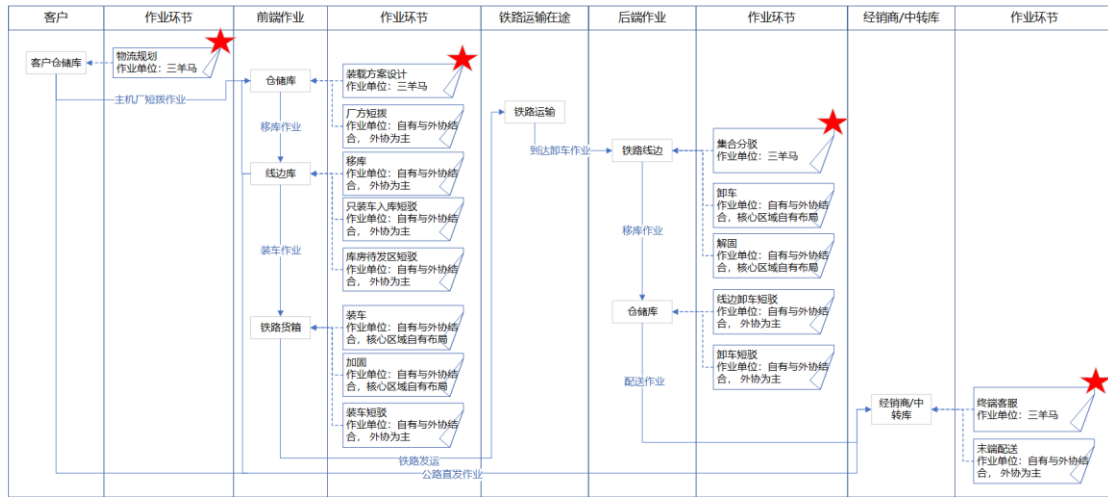 客户
作业环节
前端作业
作业环节
铁路运输在途
后端作业
作业环节
经销商/中转库
作业环节
客户仓储库
物流规划
作业单位：三羊马
主机厂短拨作业
仓储库
装载方案设计
作业单位：三羊马
厂方短拨
作业单位：自有与外协结
合， 外协为主
移库作业
线边库
移库
作业单位：自有与外协结
合， 外协为主
只装车入库短驳
作业单位：自有与外协结
合， 外协为主
库房待发区短驳
作业单位：自有与外协结
合， 外协为主
装车作业
铁路货箱
装车
作业单位：自有与外协结
合，核心区域自有布局
加固
作业单位：自有与外协结
合，核心区域自有布局
装车短驳
作业单位：自有与外协结
合， 外协为主
铁路发运
公路直发作业
铁路运输
到达卸车作业
铁路线边
集合分驳
作业单位：三羊马
卸车
作业单位：自有与外协结
合，核心区域自有布局
解固
作业单位：自有与外协结
合，核心区域自有布局
移库作业
仓储库
线边卸车短驳
作业单位：自有与外协结
合， 外协为主
卸车短驳
作业单位：自有与外协结
合， 外协为主
配送作业
经销商/中
转库
终端客服
作业单位：三羊马
末端配送
作业单位：自有与外协结
合， 外协为主